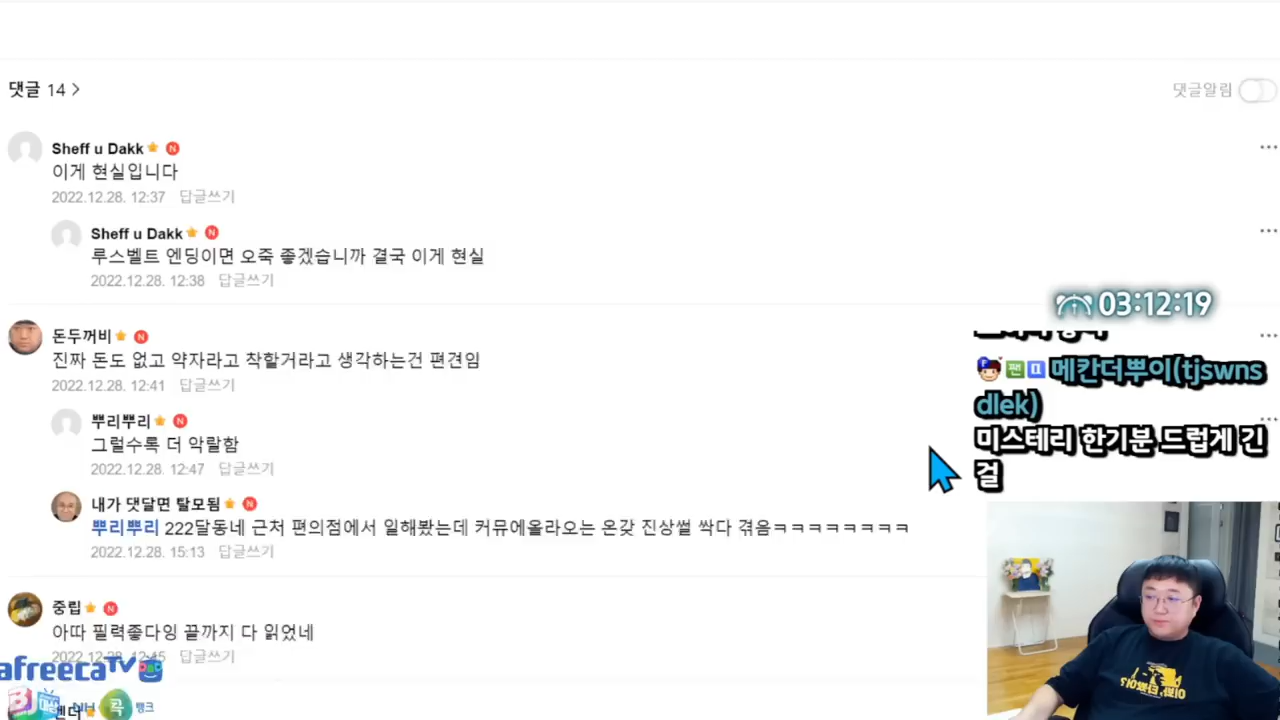 댓글 14 >
댓글알림
Sheff u Dakk N
이게 현실입니다
2022.12.28. 12:37 답글쓰기
Sheff u Dakk N
루스벨트 엔딩이면 오죽 좋겠습니까 결국 이게 현실
2022.12.28. 12:38 답글쓰기
돈두꺼비 N
진짜 돈도 없고 약자라고 착할거라고 생각하는건 편견임
2022.12.28. 12:41 답글쓰기
뿌리뿌리 N
그럴수록 더 악랄함
2022.12.28. 12:47 답글쓰기
내가 댓달면 탈모됨 N
뿌리뿌리 222달동네 근처 편의점에서 일해봤는데 커뮤에올라오는 온갖 진상썰 싹다 겪음ㅋㅋㅋㅋㅋㅋㅋㅋ
2022.12.28. 15:13 답글쓰기
중립 N
아따 필력좋다잉 끝까지 다 읽었네
2022.12.28. 12:45 답글쓰기
03:12:19
팬
메칸더뿌이(tjswns
dlek)
미스테리 한기분 드럽게 긴
걸
afreecaTV
콕 뱅크